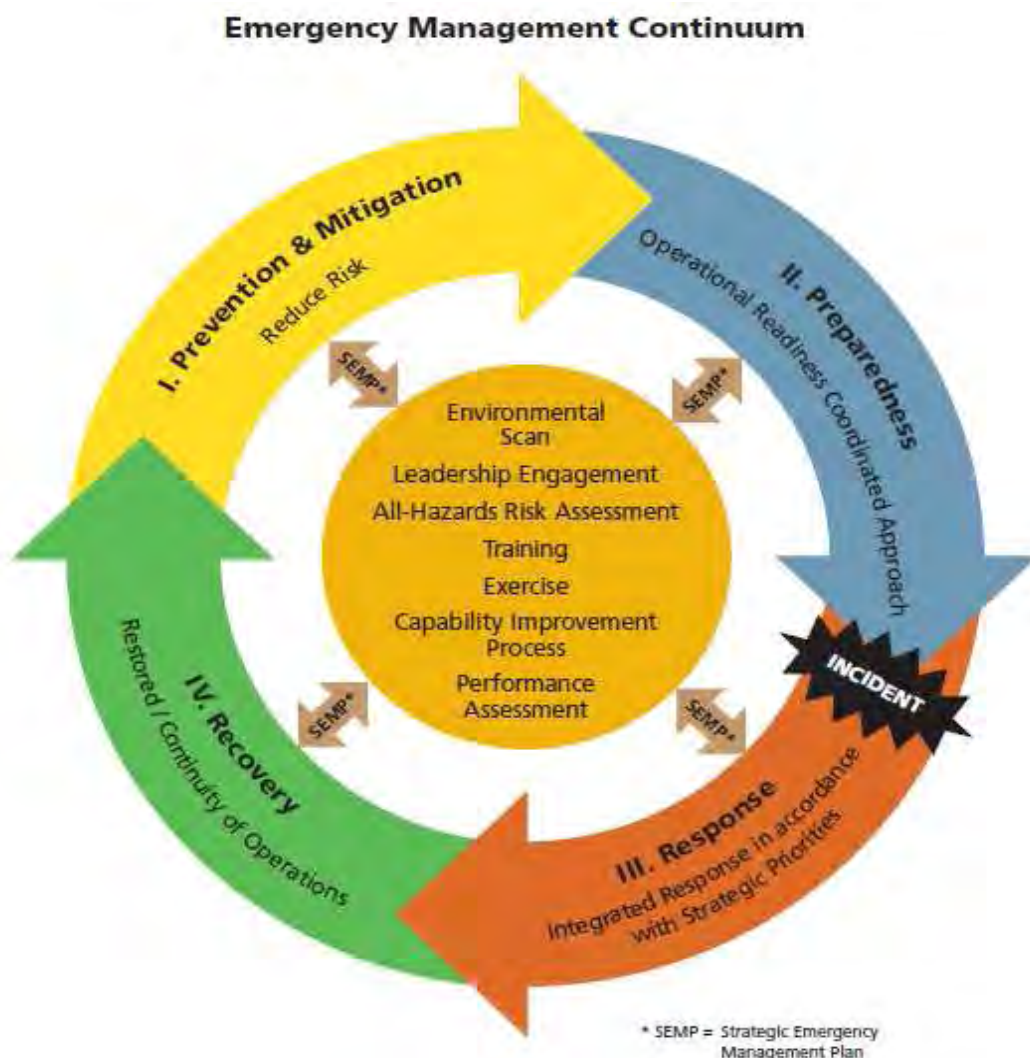 Emergency Management Continuum
I. Prevention & Mitigation
Reduce Risk
II. Preparedness
Operational Readiness Coordinated Approach
SEMP*
SEMP*
Environmental
Scan
Leadership Engagement
All-Hazards Risk Assessment
Training
Exercise
Capability Improvement
Process
Performance
Assessment
INCIDENT
SEMP*
SEMP*
III. Response
Integrated Response in accordance
with Strategic Priorities
IV. Recovery
Restored / Continuity of Operations
* SEMP = Strategic Emergency
Management Plan